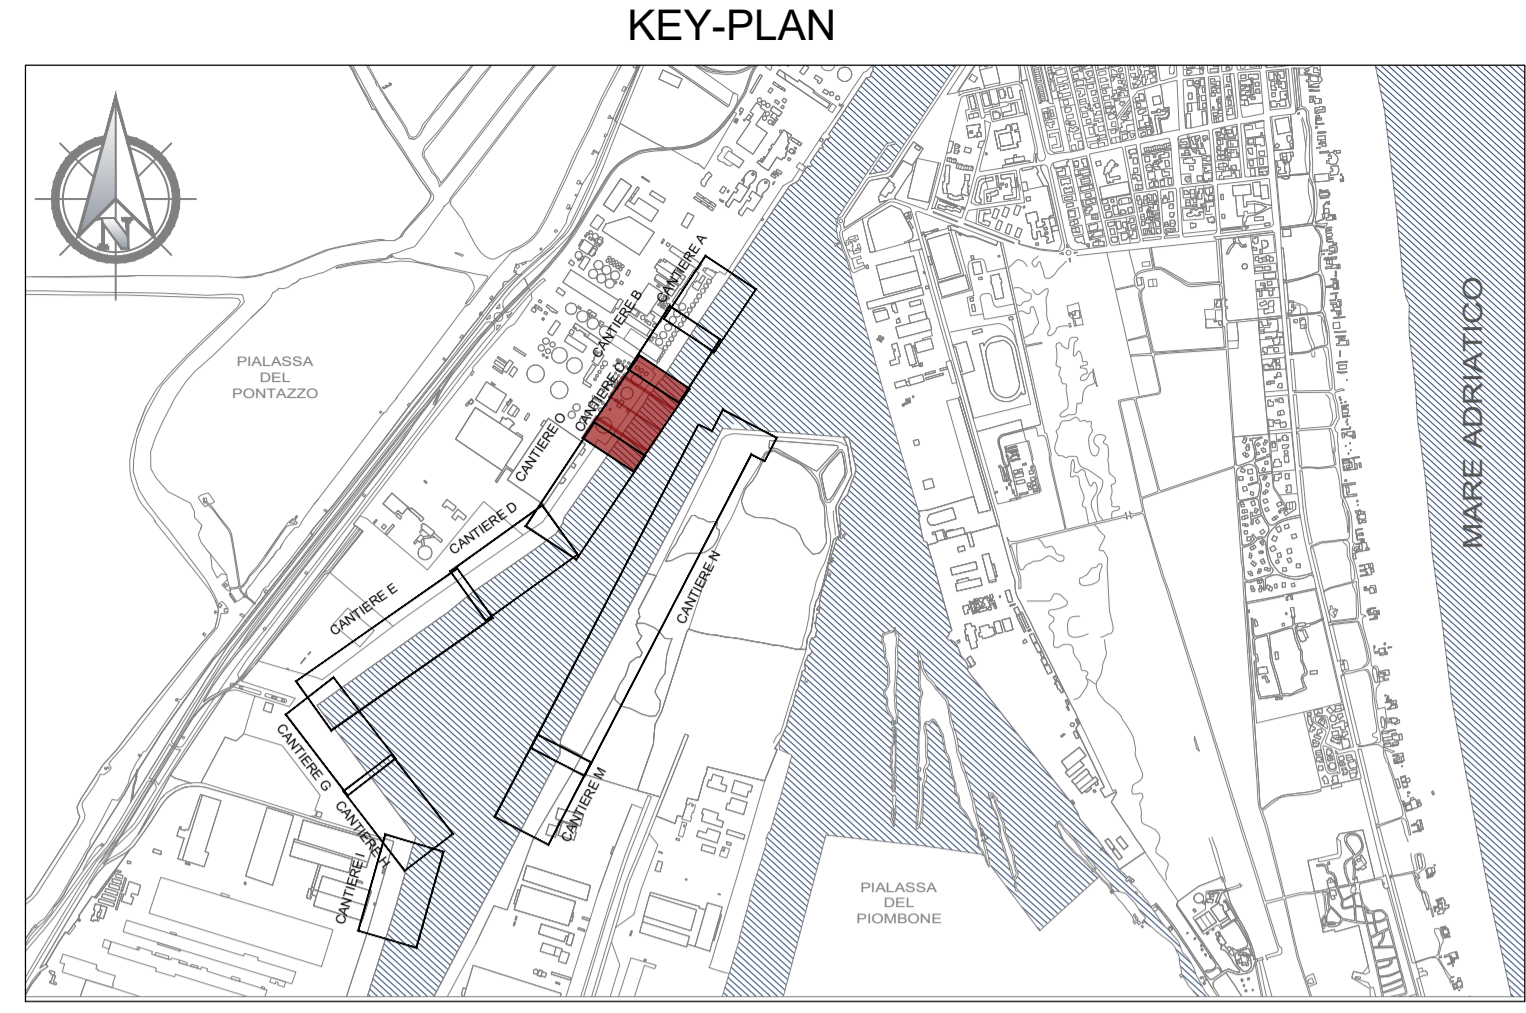 KEY-PLAN
N
CANTIERE A
CANTIERE B
CANTIERE C
CANTIERE O
CANTIERE D
CANTIERE E
CANTIERE G
CANTIERE H
CANTIERE I
CANTIERE N
CANTIERE M
PIALASSA
DEL
PONTAZZO
PIALASSA
DEL
PIOMBONE
MARE ADRIATICO